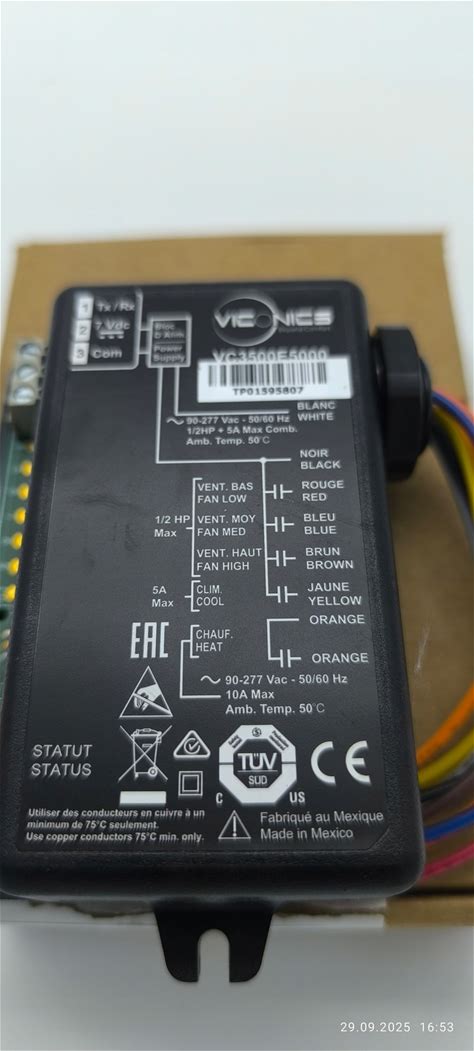 1 Tx / Rx
2 7 Vdc
3 Com
Bloc
D'Alim.
Power
Supply
VICONICS
VC3500E5000
TP01595807
BLANC
WHITE
~ 90-277 Vac - 50/60 Hz
1/2HP + 5A Max Comb.
Amb. Temp. 50°C
NOIR
BLACK
VENT. BAS
FAN LOW
ROUGE
RED
1/2 HP
Max
VENT. MOY
FAN MED
BLEU
BLUE
VENT. HAUT
FAN HIGH
BRUN
BROWN
5A
Max
CLIM.
COOL
JAUNE
YELLOW
ORANGE
EAC
CHAUF.
HEAT
ORANGE
~ 90-277 Vac - 50/60 Hz
10A Max
Amb. Temp. 50°C
STATUT
STATUS
TÜV
SÜD
C US
CE
Utiliser des conducteurs en cuivre à un
minimum de 75°C seulement.
Use copper conductors 75°C min. only.
Fabriqué au Mexique
Made in Mexico
29.09.2025 16:53